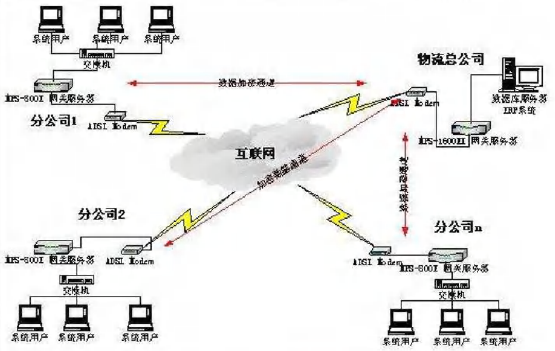 系统用户 系统用户 系统用户
交换机
数据加密通道
物流总公司
MPS-800I 网关服务器
ADSL Modem
数据库服务器
ERP系统
分公司1
ADSL Modem
MPS-1600HI 网关服务器
互联网
加密数据通道
数据加密通道
分公司2
分公司n
MPS-800I 网关服务器
ADSL Modem
ADSL Modem
MPS-800I 网关服务器
交换机
交换机
系统用户 系统用户 系统用户
系统用户 系统用户 系统用户